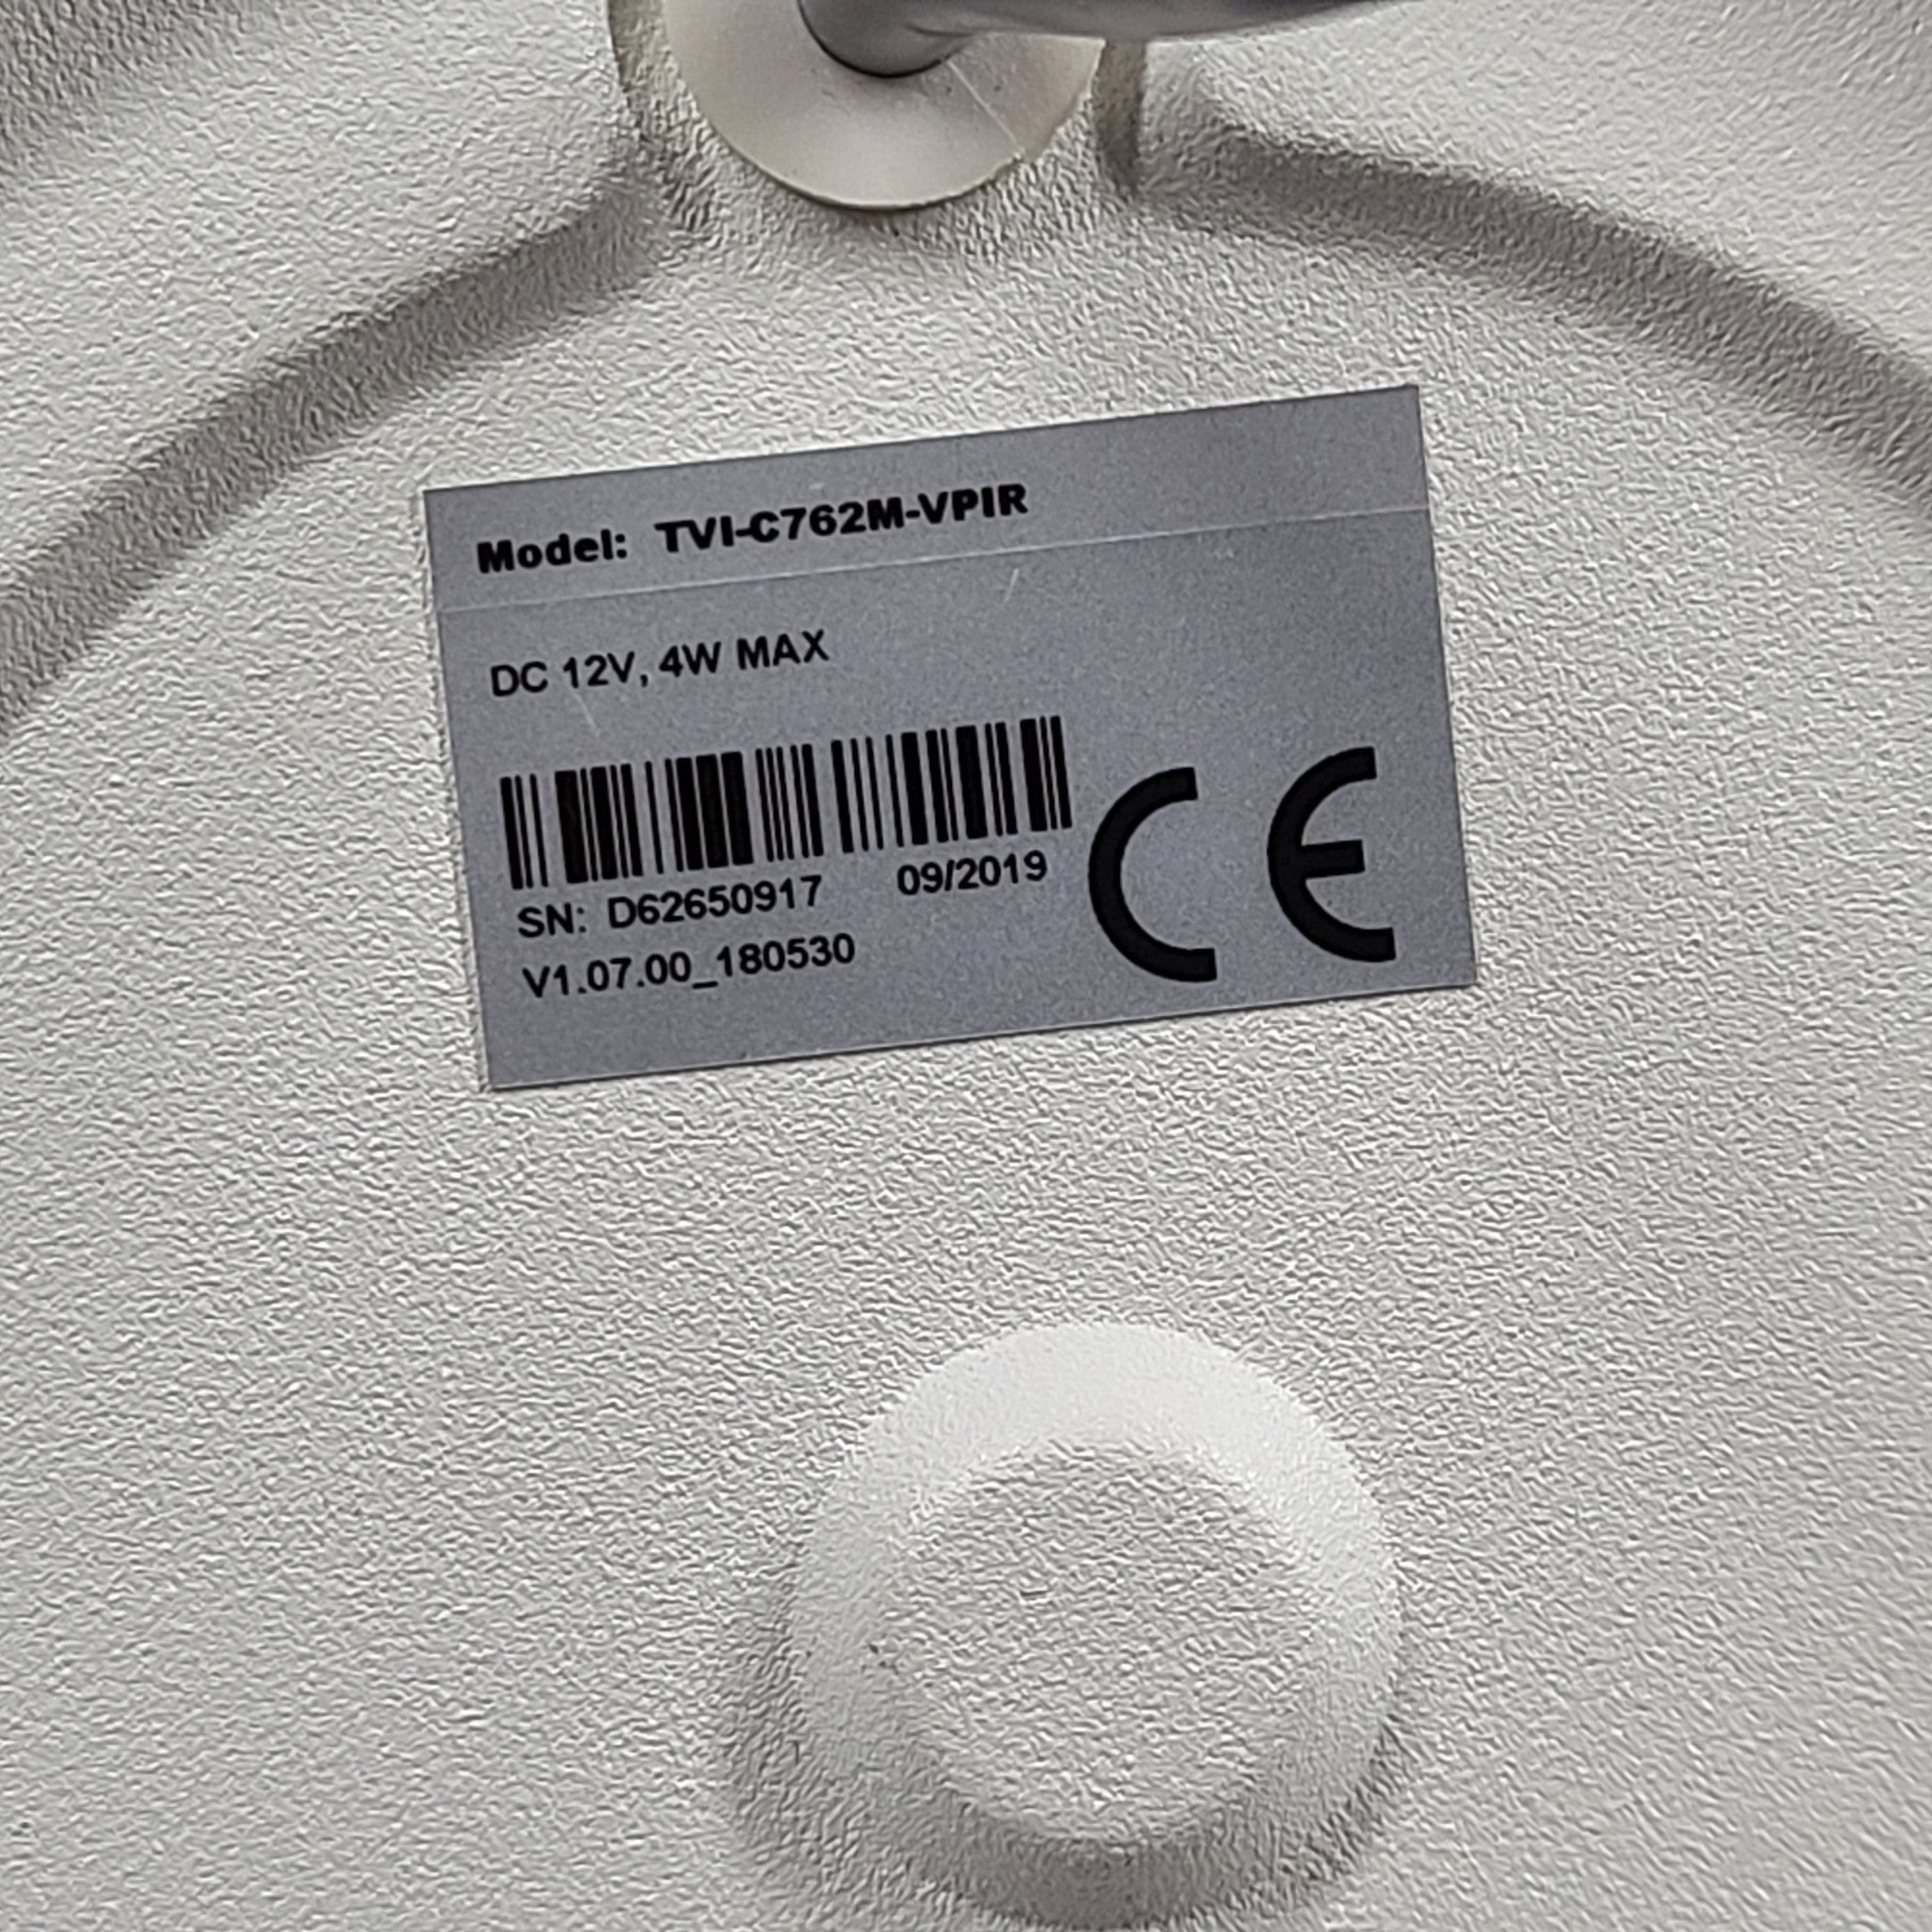 Model: TVI-C762M-VPIR
DC 12V, 4W MAX
SN: D62650917 09/2019
V1.07.00_180530
CE